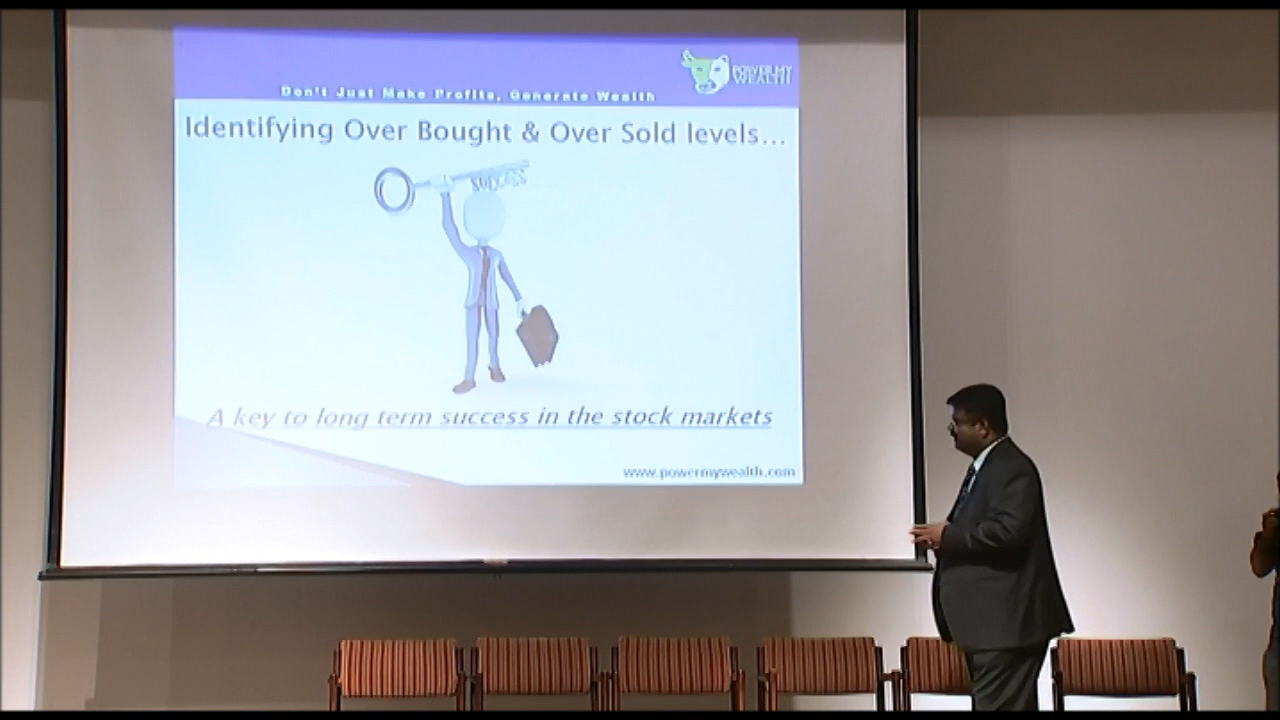 POWER MY
WEALTH
Don't Just Make Profits, Generate Wealth
Identifying Over Bought & Over Sold levels...
SUCCESS
A key to long term success in the stock markets
www.powermywealth.com